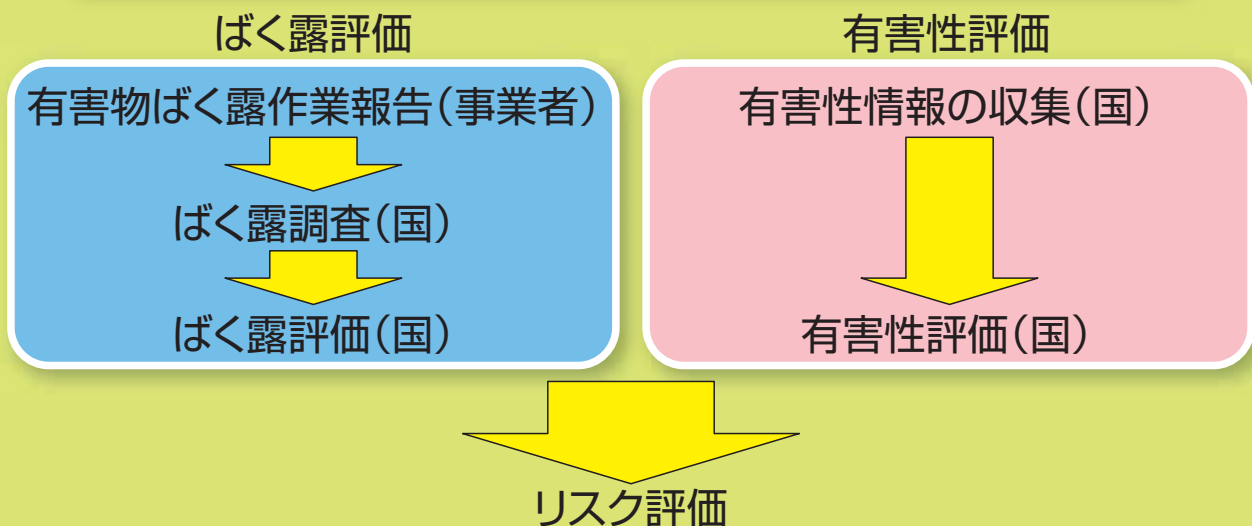 ばく露評価
有害物ばく露作業報告(事業者)
ばく露調査(国)
ばく露評価(国)
有害性評価
有害性情報の収集(国)
有害性評価(国)
リスク評価